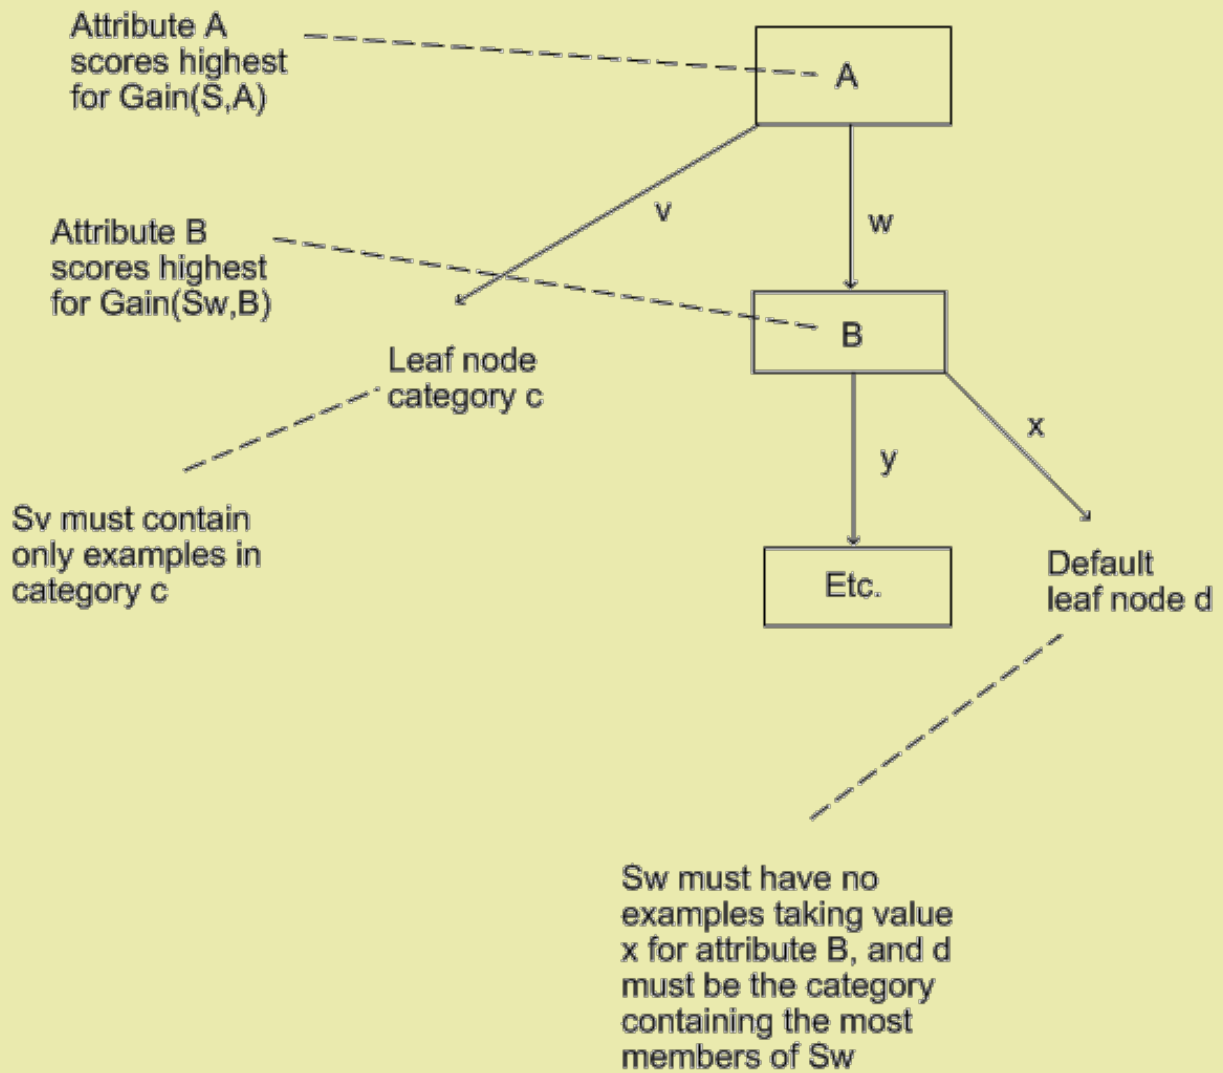 Attribute A
scores highest
for Gain(S,A)
A
v
w
Attribute B
scores highest
for Gain(Sw,B)
B
Leaf node
category c
x
y
Sv must contain
only examples in
category c
Etc.
Default
leaf node d
Sw must have no
examples taking value
x for attribute B, and d
must be the category
containing the most
members of Sw